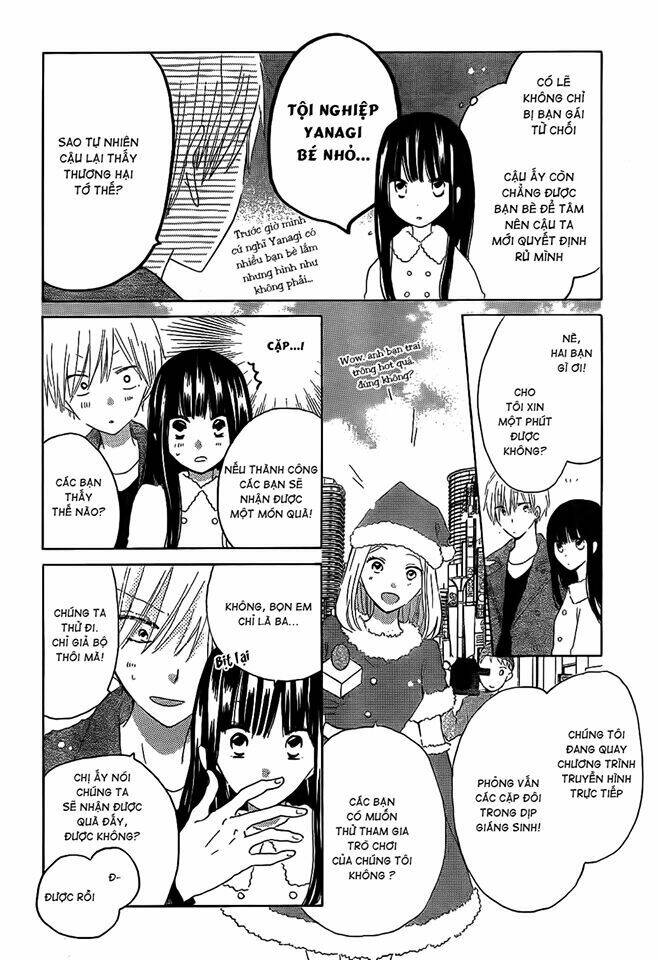 CÓ LẼ
KHÔNG CHỈ
BỊ BẠN GÁI
TỪ CHỐI
CẬU ẤY CÒN
CHẲNG ĐƯỢC
BẠN BÈ ĐỂ TÂM
NÊN CẬU TA
MỚI QUYẾT ĐỊNH
RỦ MÌNH
TỘI NGHIỆP
YANAGI
BÉ NHỎ...
Trước giờ mình
cứ nghĩ Yanagi có
nhiều bạn bè lắm
nhưng hình như
không phải...
SAO TỰ NHIÊN
CẬU LẠI THẤY
THƯƠNG HẠI
TỚ THẾ?
NÈ,
HAI BẠN
GÌ ƠI!
CHO
TÔI XIN
MỘT PHÚT
ĐƯỢC
KHÔNG?
Wow, anh bạn trai
trông hot quá
đúng không?
CHÚNG TÔI
ĐANG QUAY
CHƯƠNG TRÌNH
TRUYỀN HÌNH
TRỰC TIẾP
PHỎNG VẤN
CÁC CẶP ĐÔI
TRONG DỊP
GIÁNG SINH!
CÁC BẠN
CÓ MUỐN
THỬ THAM GIA
TRÒ CHƠI
CỦA CHÚNG TÔI
KHÔNG ?
CẶP...!
NẾU THÀNH CÔNG
CÁC BẠN SẼ
NHẬN ĐƯỢC
MỘT MÓN QUÀ!
CÁC BẠN
THẤY
THẾ NÀO?
KHÔNG, BỌN EM
CHỈ LÀ BA...
Bịt lại
CHÚNG TA
THỬ ĐI.
CHỈ GIẢ BỘ
THÔI MÀ!
CHỊ ẤY NÓI
CHÚNG TA
SẼ NHẬN ĐƯỢC
QUÀ ĐẤY,
ĐƯỢC KHÔNG?
Đ-
ĐƯỢC RỒI